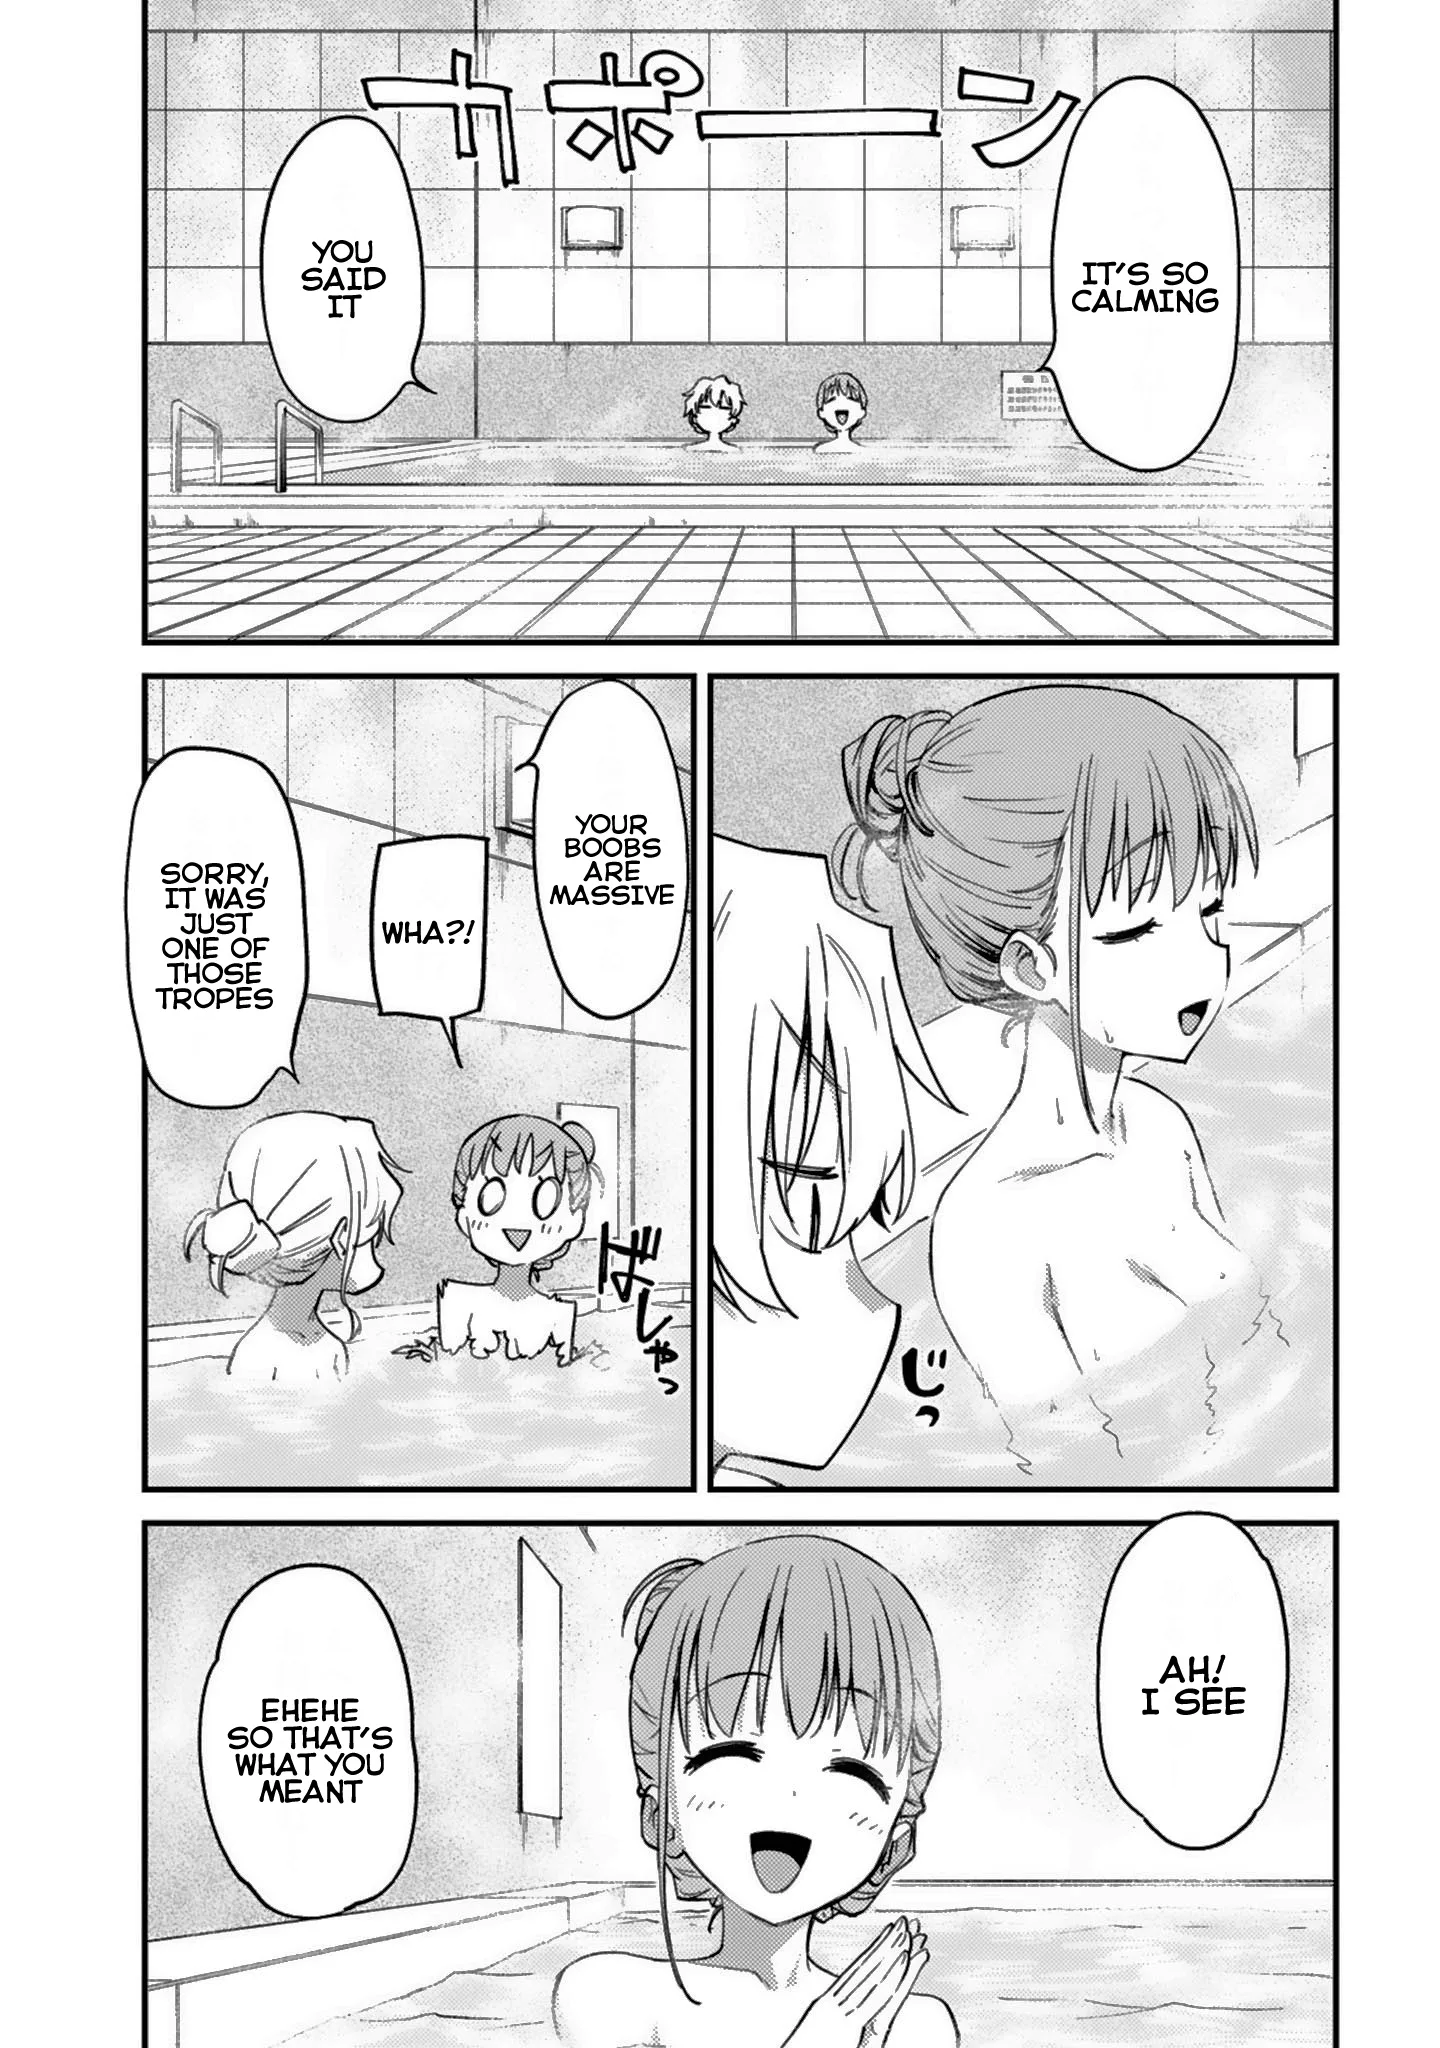 カポーン
IT'S SO
CALMING
YOU
SAID
IT
じっ
YOUR
BOOBS
ARE
MASSIVE
WHA?!
ばしゃっ
SORRY,
IT WAS
JUST
ONE OF
THOSE
TROPES
AH!
I SEE
EHEHE
SO THAT'S
WHAT YOU
MEANT